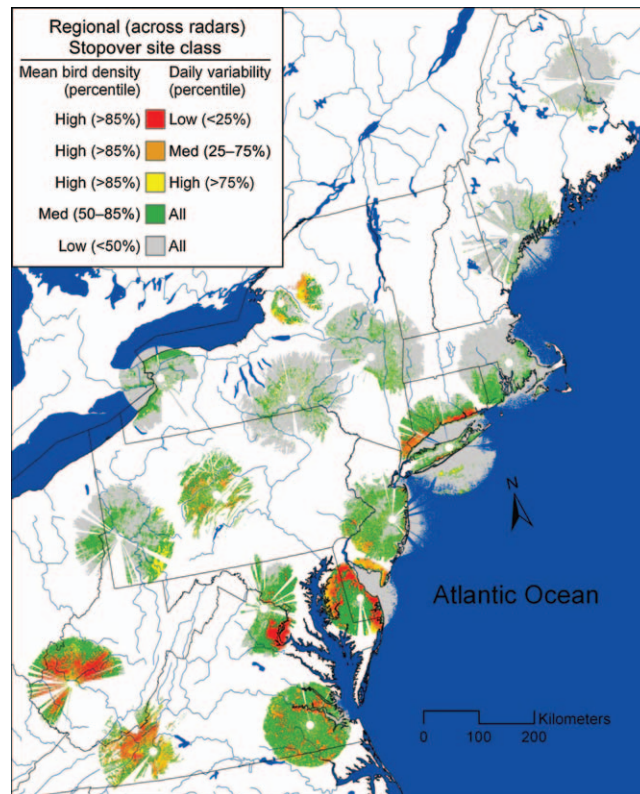 Regional (across radars)
Stopover site class
Mean bird density Daily variability
(percentile) (percentile)
High (>85%) Low (<25%)
High (>85%) Med (25–75%)
High (>85%) High (>75%)
Med (50–85%) All
Low (<50%) All
N
Atlantic Ocean
Kilometers
0 100 200